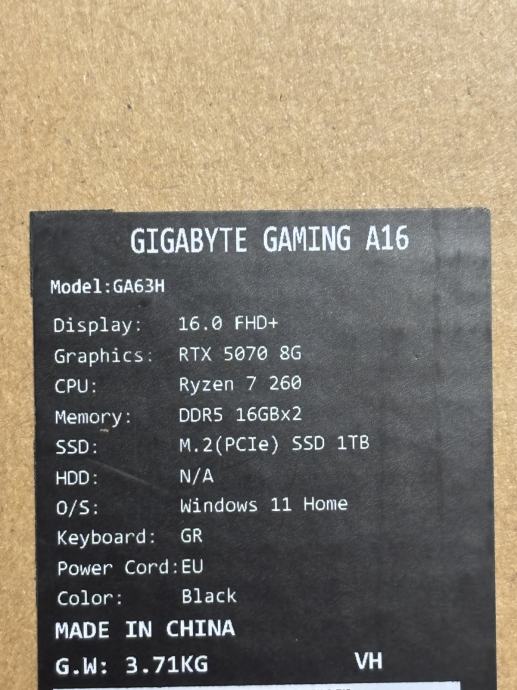 GIGABYTE GAMING A16
Model:GA63H
Display: 16.0 FHD+
Graphics: RTX 5070 8G
CPU: Ryzen 7 260
Memory: DDR5 16GBx2
SSD: M.2(PCIe) SSD 1TB
HDD: N/A
O/S: Windows 11 Home
Keyboard: GR
Power Cord:EU
Color: Black
MADE IN CHINA
G.W: 3.71KG VH